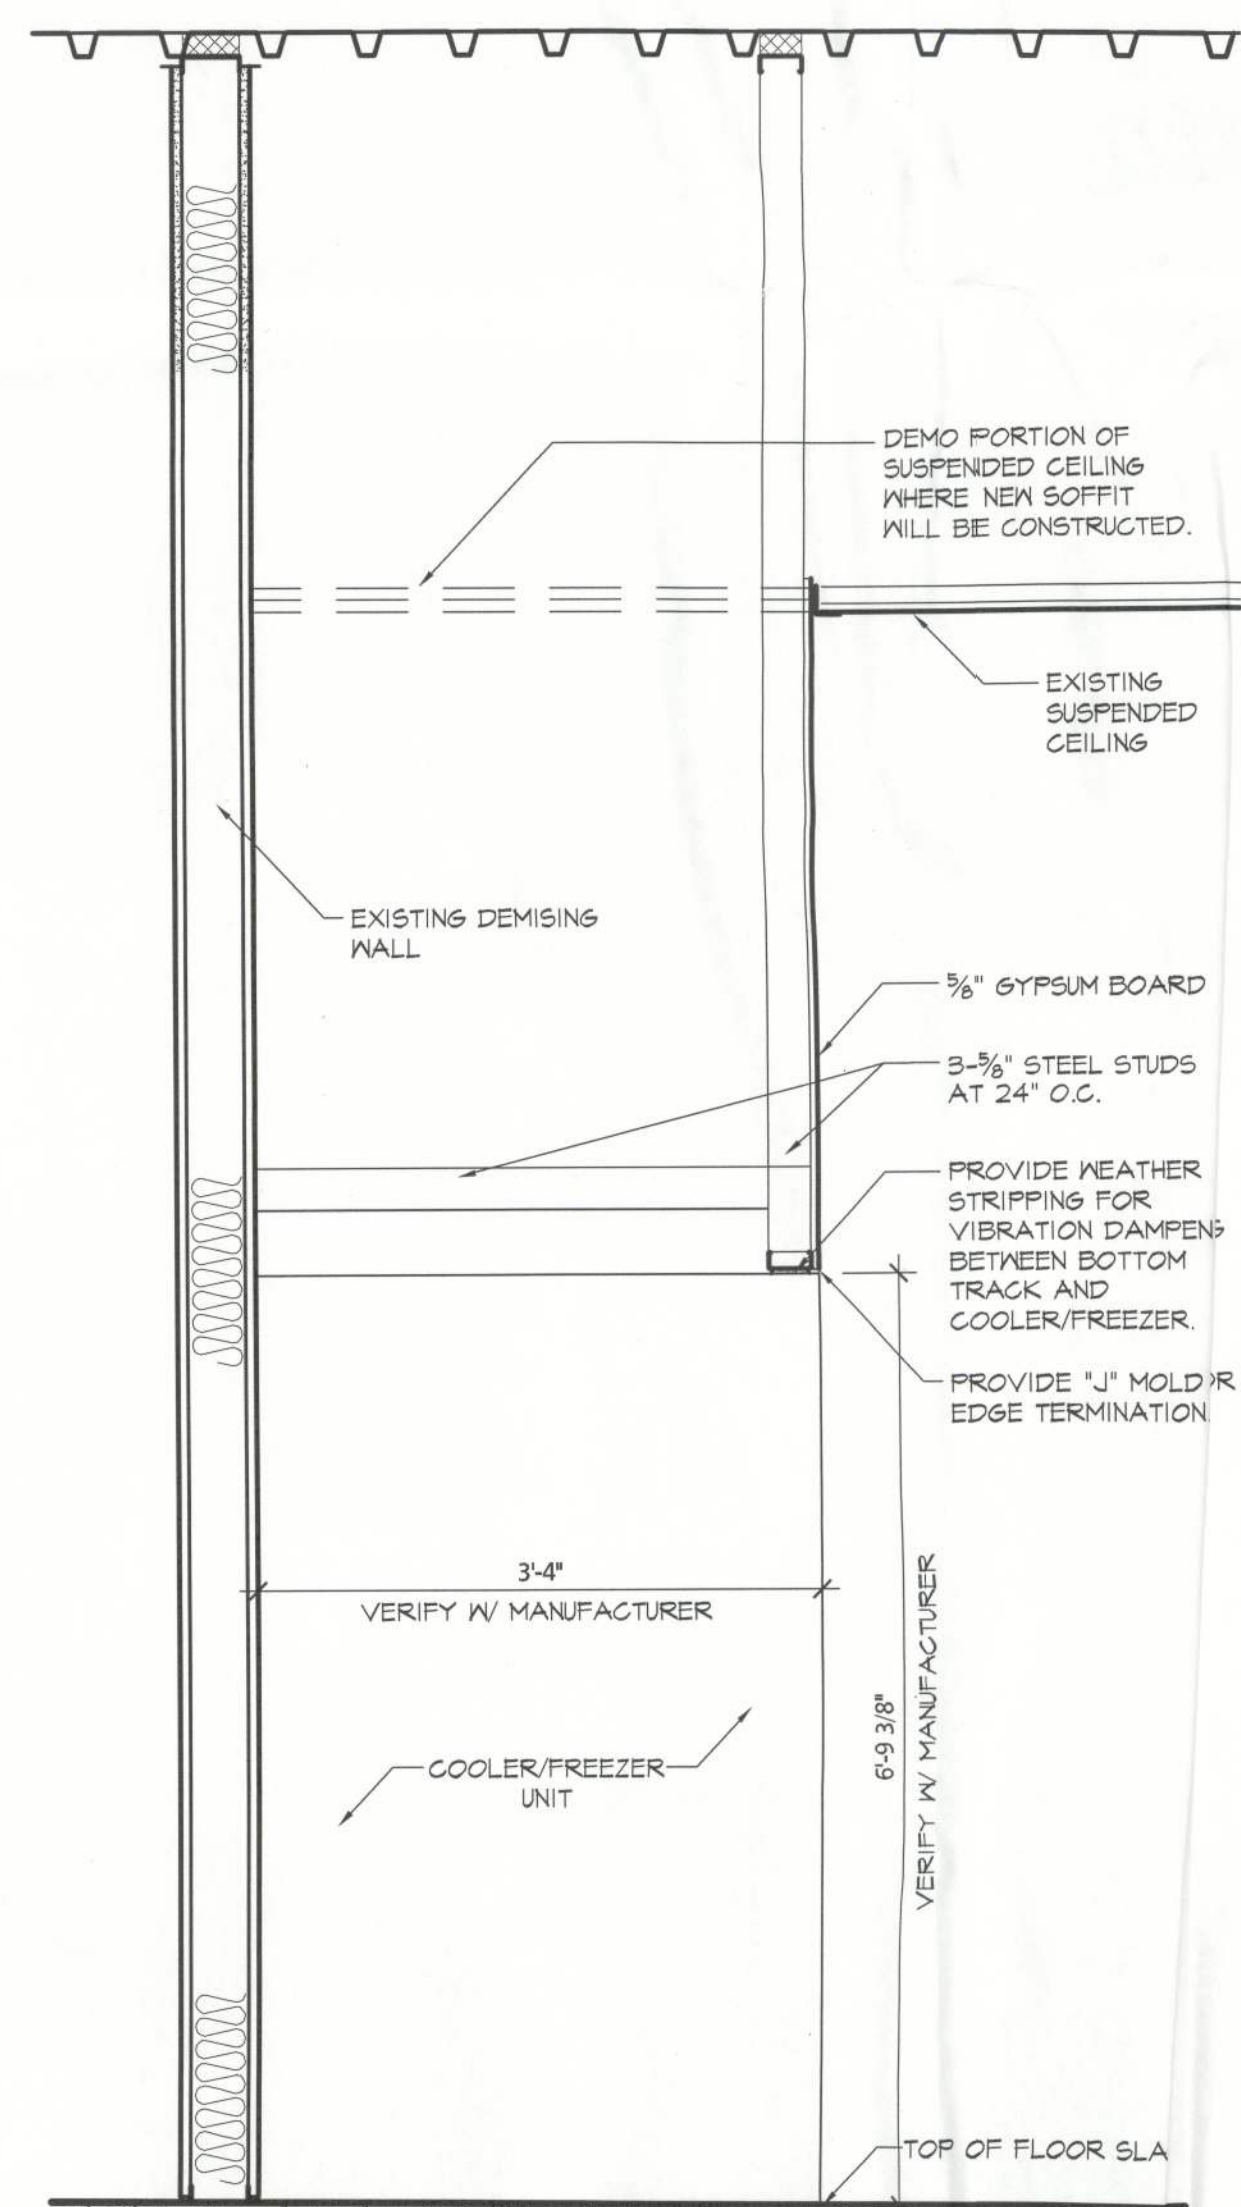 DEMO PORTION OF
SUSPENDED CEILING
WHERE NEW SOFFIT
WILL BE CONSTRUCTED.
EXISTING
SUSPENDED
CEILING
EXISTING DEMISING
WALL
5/8" GYPSUM BOARD
3-5/8" STEEL STUDS
AT 24" O.C.
PROVIDE WEATHER
STRIPPING FOR
VIBRATION DAMPENG
BETWEEN BOTTOM
TRACK AND
COOLER/FREEZER.
PROVIDE "J" MOLD R
EDGE TERMINATION.
3'-4"
VERIFY W/ MANUFACTURER
6'-9 3/8"
VERIFY W/ MANUFACTURER
COOLER/FREEZER
UNIT
TOP OF FLOOR SLA